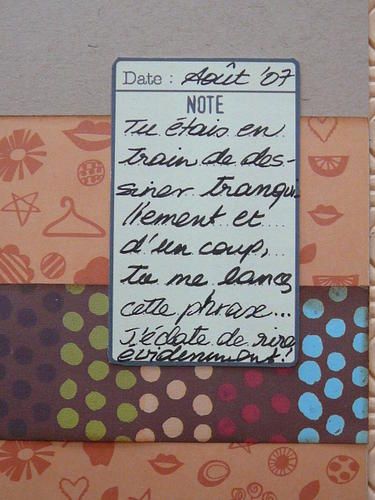 Date : Août '07
NOTE
Tu étais en
train de des-
siner tranqui
llement et
d'un coup,
tu me lances
cette phrase...
J'éclate de rire
évidemment!